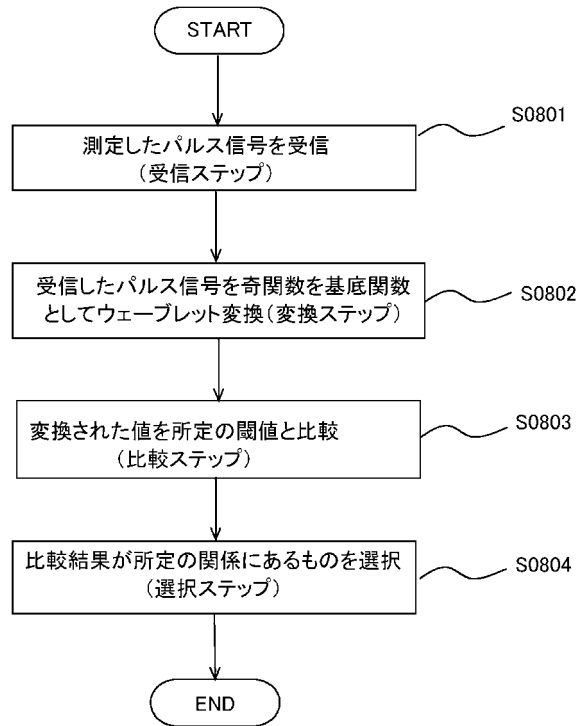 START
S0801
測定したパルス信号を受信
(受信ステップ)
受信したパルス信号を奇関数を基底関数
としてウェーブレット変換(変換ステップ)
S0802
変換された値を所定の閾値と比較
(比較ステップ)
S0803
比較結果が所定の関係にあるものを選択
(選択ステップ)
S0804
END